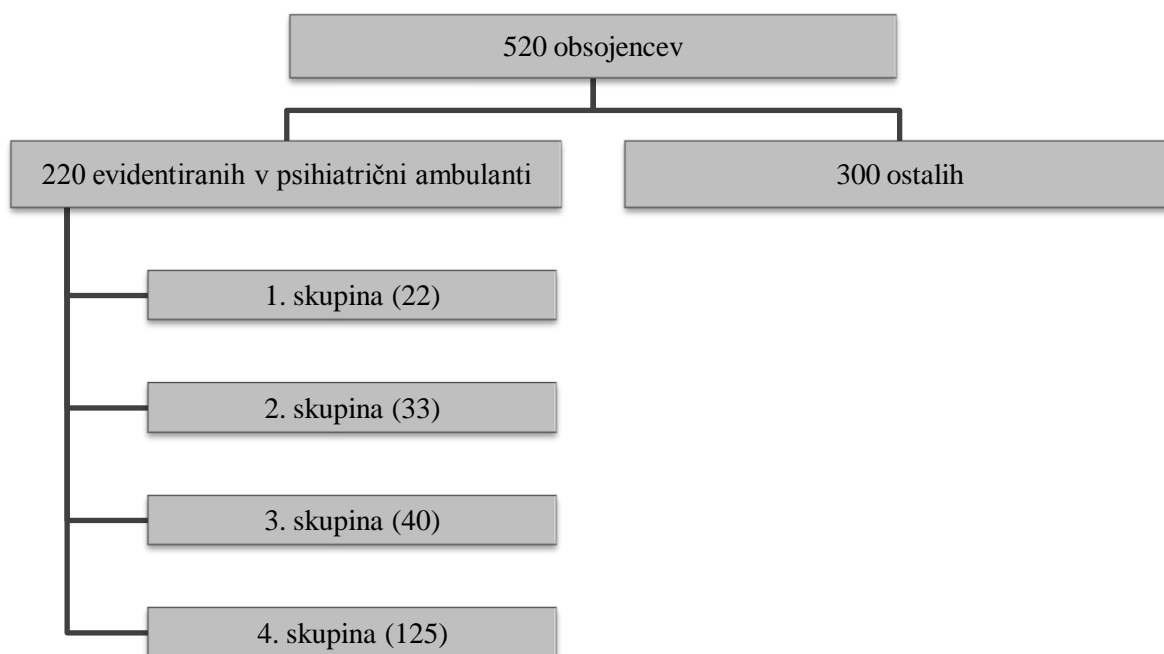 520 obsojencev
220 evidentiranih v psihiatrični ambulanti
300 ostalih
1. skupina (22)
2. skupina (33)
3. skupina (40)
4. skupina (125)